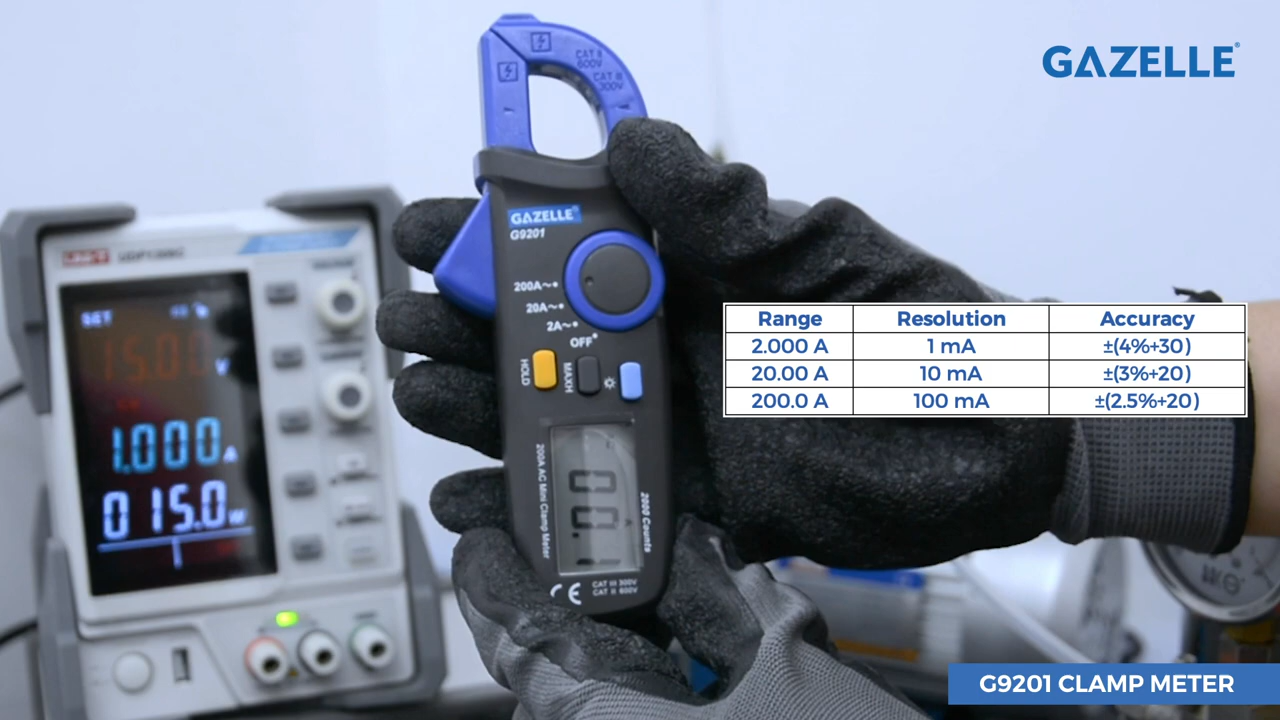 GAZELLE®
CAT II
600V
CAT III
300V
GAZELLE®
G9201
200A~•
20A~•
2A~•
OFF•
HOLD
MAXH
200A AC Mini Clamp Meter
2000 Counts
CE
CAT III 300V
CAT II 600V
SET
V
1.000 A
015.0 W
Range Resolution Accuracy
2.000 A 1 mA ±(4%+30)
20.00 A 10 mA ±(3%+20)
200.0 A 100 mA ±(2.5%+20)
G9201 CLAMP METER